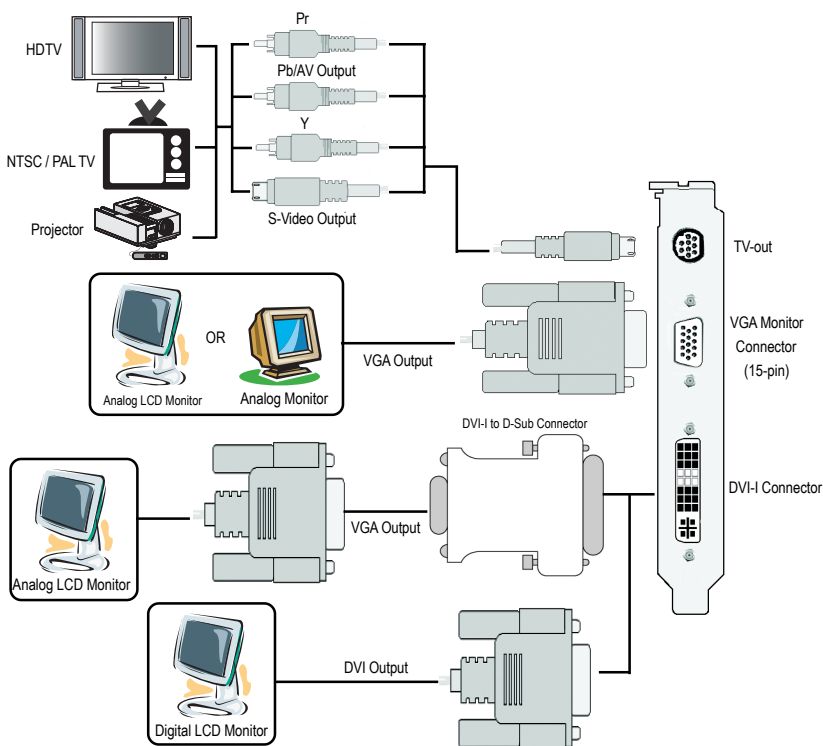 Pr
HDTV
Pb/AV Output
Y
NTSC / PAL TV
S-Video Output
Projector
TV-out
VGA Monitor
Connector
(15-pin)
OR
VGA Output
Analog LCD Monitor
Analog Monitor
DVI-I to D-Sub Connector
DVI-I Connector
VGA Output
Analog LCD Monitor
DVI Output
Digital LCD Monitor